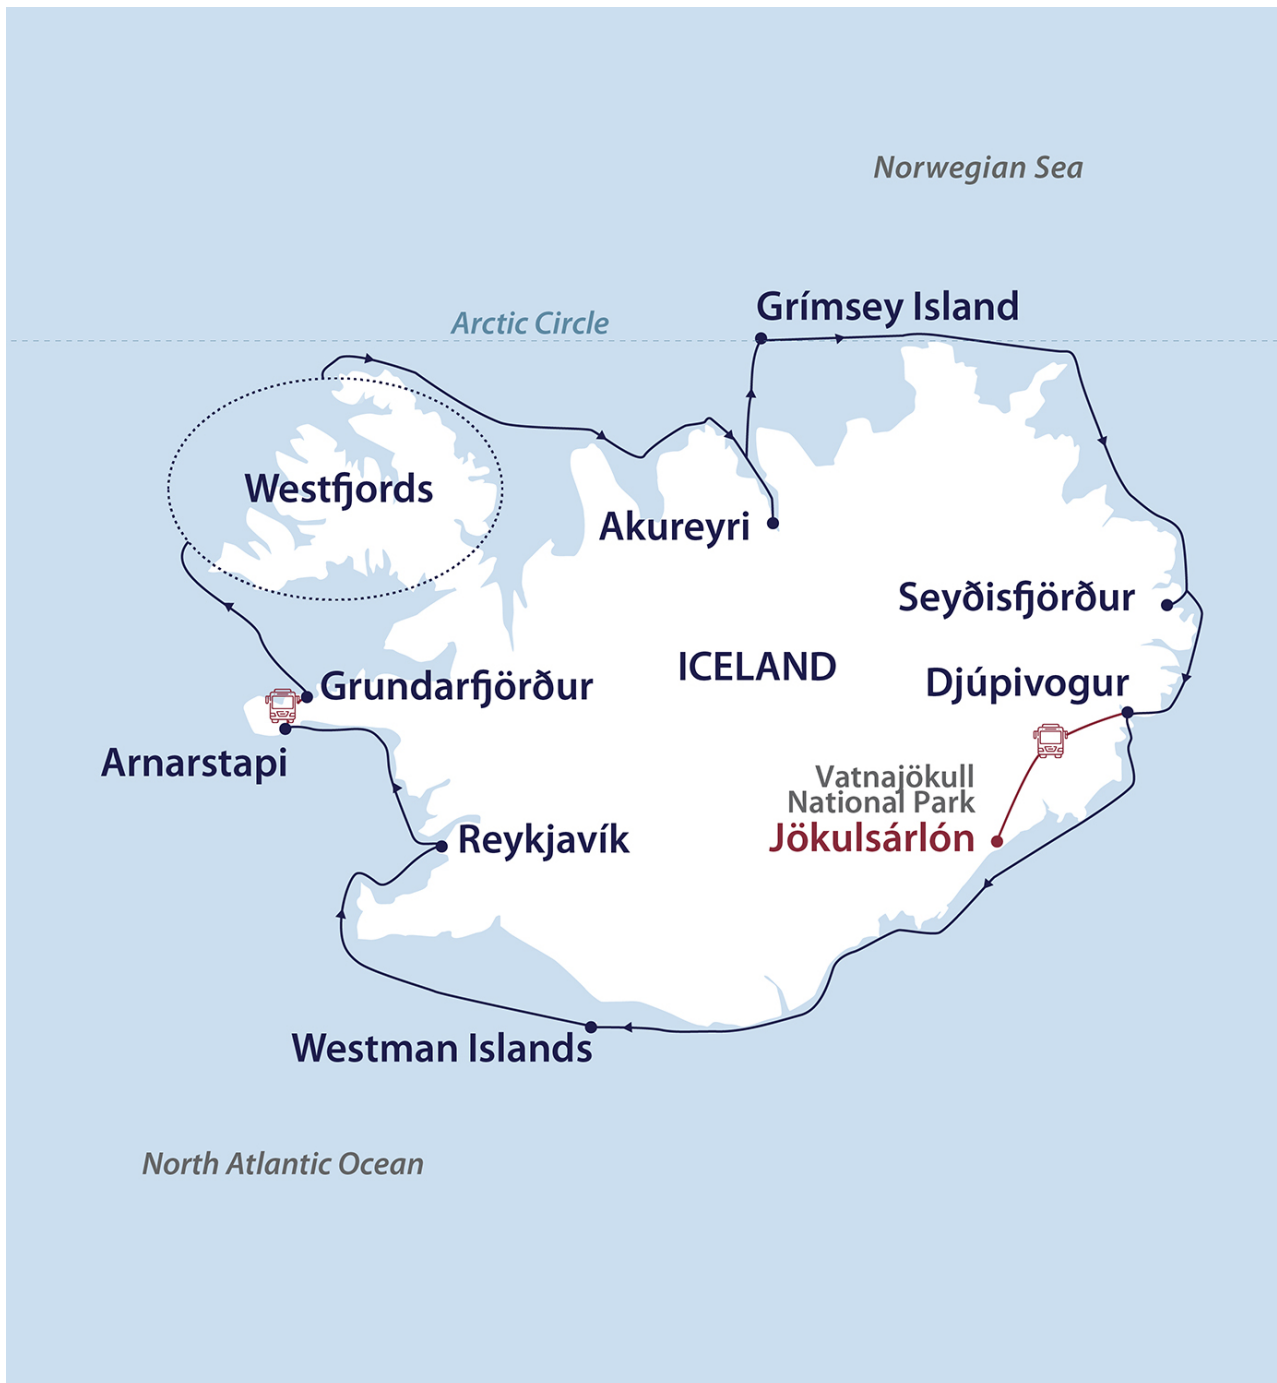 Norwegian Sea
Grímsey Island
Arctic Circle
Westfjords
Akureyri
Seyðisfjörður
ICELAND
Djúpivogur
Grundarfjörður
Arnarstapi
Vatnajökull
National Park
Jökulsárlón
Reykjavík
Westman Islands
North Atlantic Ocean